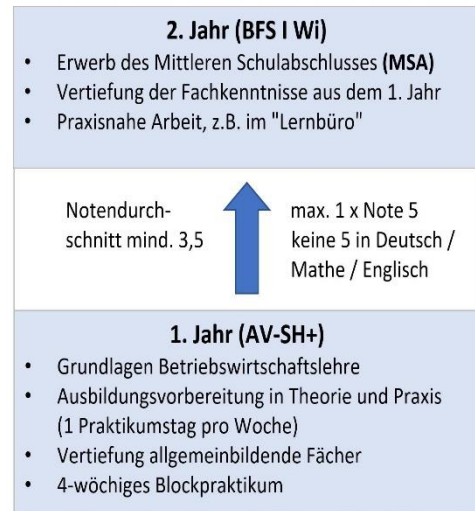 2. Jahr (BFS I Wi)
• Erwerb des Mittleren Schulabschlusses (MSA)
• Vertiefung der Fachkenntnisse aus dem 1. Jahr
• Praxisnahe Arbeit, z.B. im "Lernbüro"
Notendurch-
schnitt mind. 3,5
max. 1 x Note 5
keine 5 in Deutsch /
Mathe / Englisch
1. Jahr (AV-SH+)
• Grundlagen Betriebswirtschaftslehre
• Ausbildungsvorbereitung in Theorie und Praxis
(1 Praktikumstag pro Woche)
• Vertiefung allgemeinbildende Fächer
• 4-wöchiges Blockpraktikum